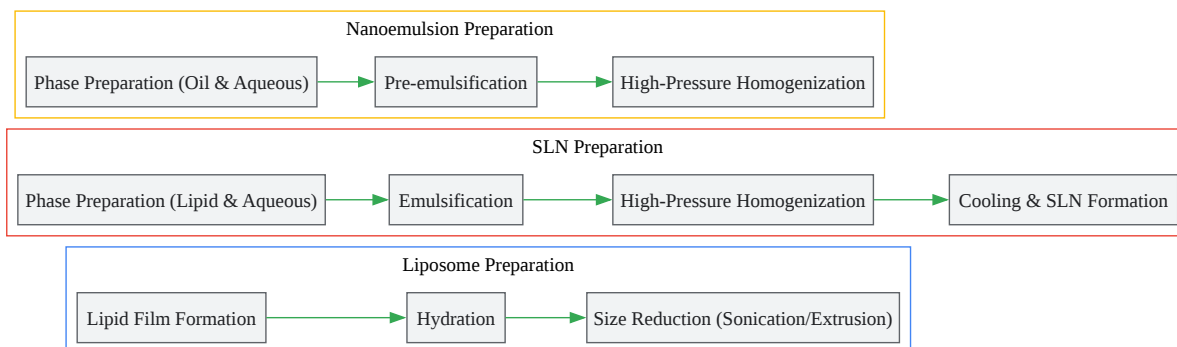 Nanoemulsion Preparation
Phase Preparation (Oil & Aqueous)
Pre-emulsification
High-Pressure Homogenization
SLN Preparation
Phase Preparation (Lipid & Aqueous)
Emulsification
High-Pressure Homogenization
Cooling & SLN Formation
Liposome Preparation
Lipid Film Formation
Hydration
Size Reduction (Sonication/Extrusion)